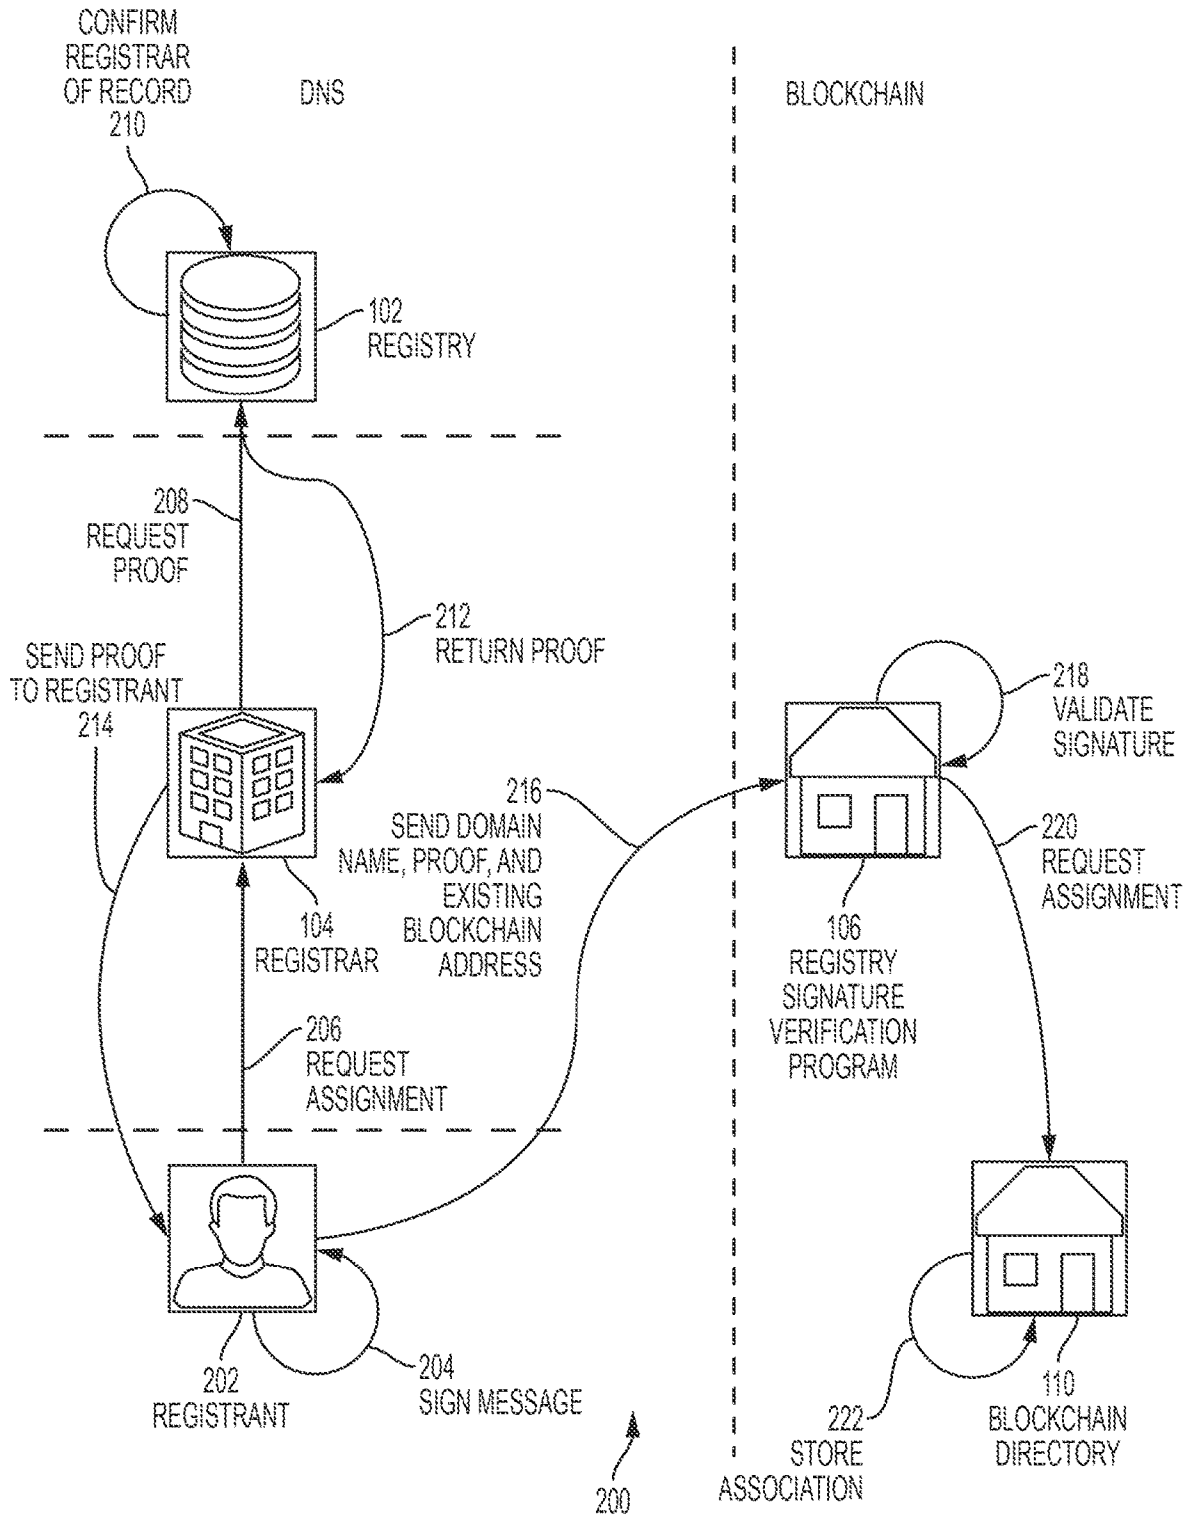 CONFIRM
REGISTRAR
OF RECORD
210
DNS
BLOCKCHAIN
102
REGISTRY
208
REQUEST
PROOF
212
RETURN PROOF
SEND PROOF
TO REGISTRANT
214
104
REGISTRAR
206
REQUEST
ASSIGNMENT
216
SEND DOMAIN
NAME, PROOF, AND
EXISTING
BLOCKCHAIN
ADDRESS
218
VALIDATE
SIGNATURE
220
REQUEST
ASSIGNMENT
106
REGISTRY
SIGNATURE
VERIFICATION
PROGRAM
202
REGISTRANT
204
SIGN MESSAGE
200
222
STORE
ASSOCIATION
110
BLOCKCHAIN
DIRECTORY